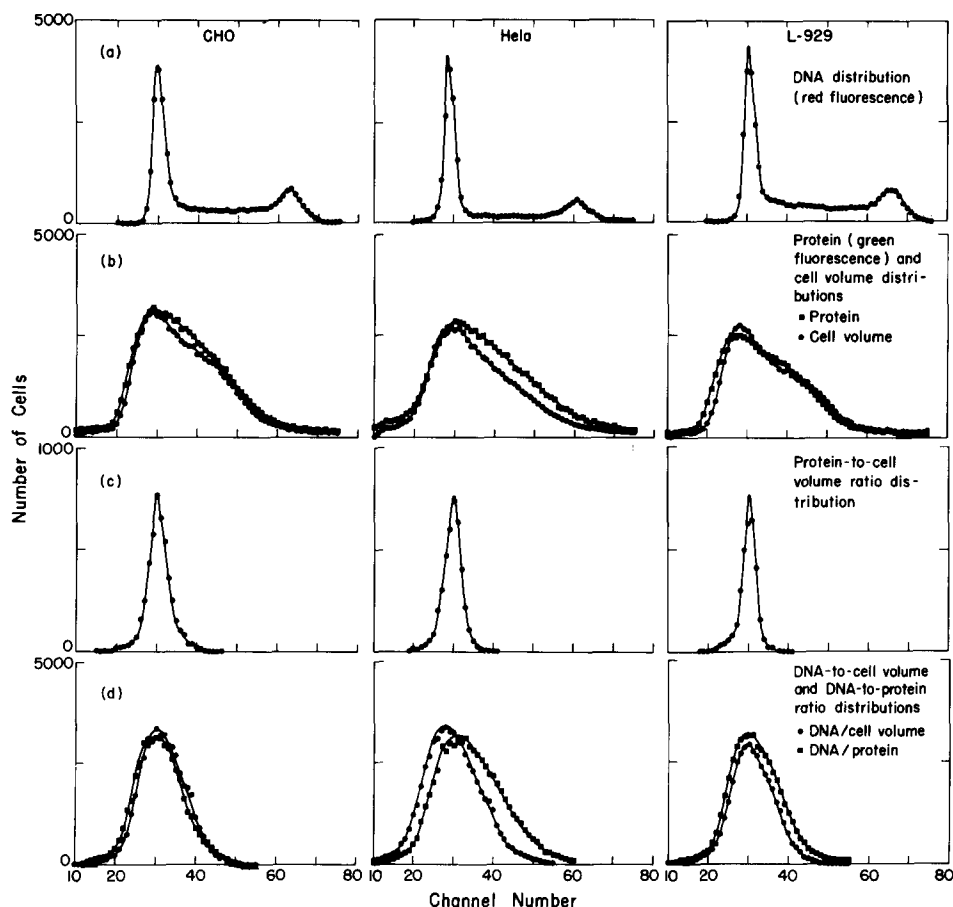 5000
CHO
Hela
L-929
(a)
DNA distribution
(red fluorescence)
0
5000
(b)
Protein (green
fluorescence) and
cell volume distri-
butions
▪ Protein
• Cell volume
0
1000
(c)
Protein-to-cell
volume ratio dis-
tribution
0
5000
(d)
DNA-to-cell volume
and DNA-to-protein
ratio distributions
• DNA/cell volume
▪ DNA/protein
0
10 20 40 60 80 10 20 40 60 80 10 20 40 60 80
Number of Cells
Channel Number